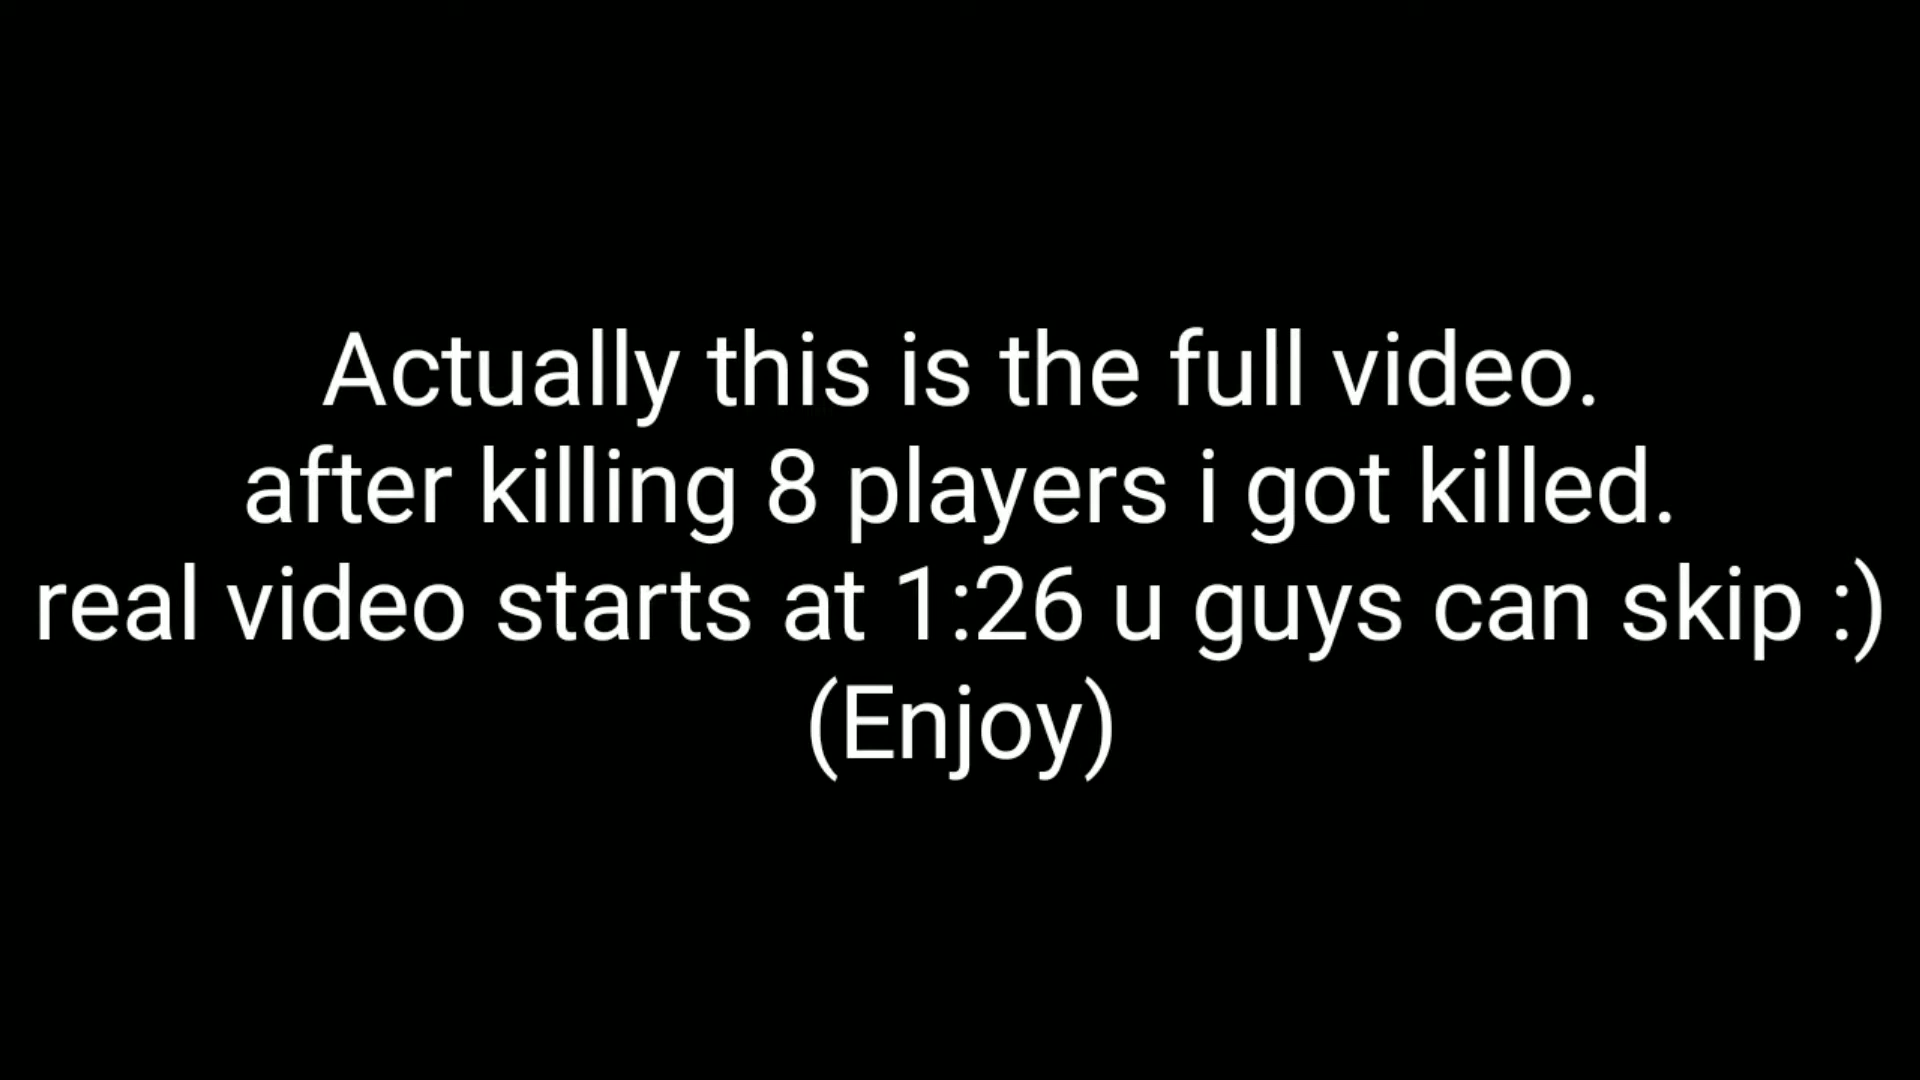 Actually this is the full video.
after killing 8 players i got killed.
real video starts at 1:26 u guys can skip :)
(Enjoy)